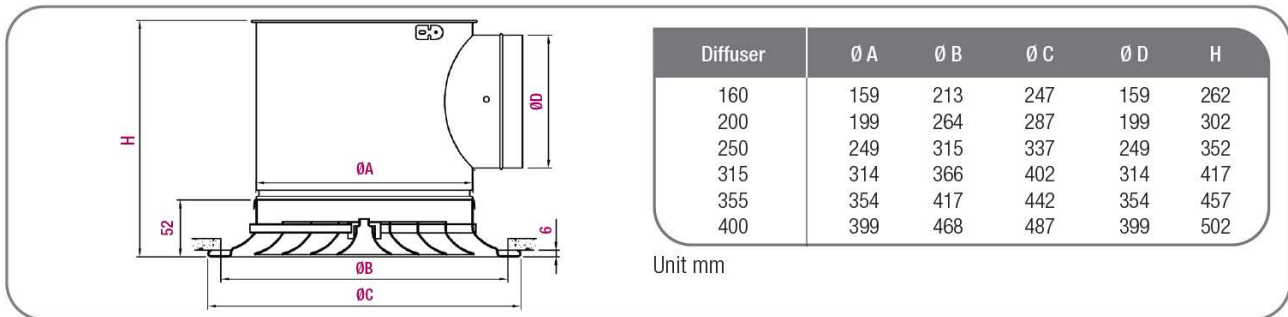 H
ØD
ØA
52
6
ØB
ØC
Diffuser Ø A Ø B Ø C Ø D H
160 159 213 247 159 262
200 199 264 287 199 302
250 249 315 337 249 352
315 314 366 402 314 417
355 354 417 442 354 457
400 399 468 487 399 502
Unit mm